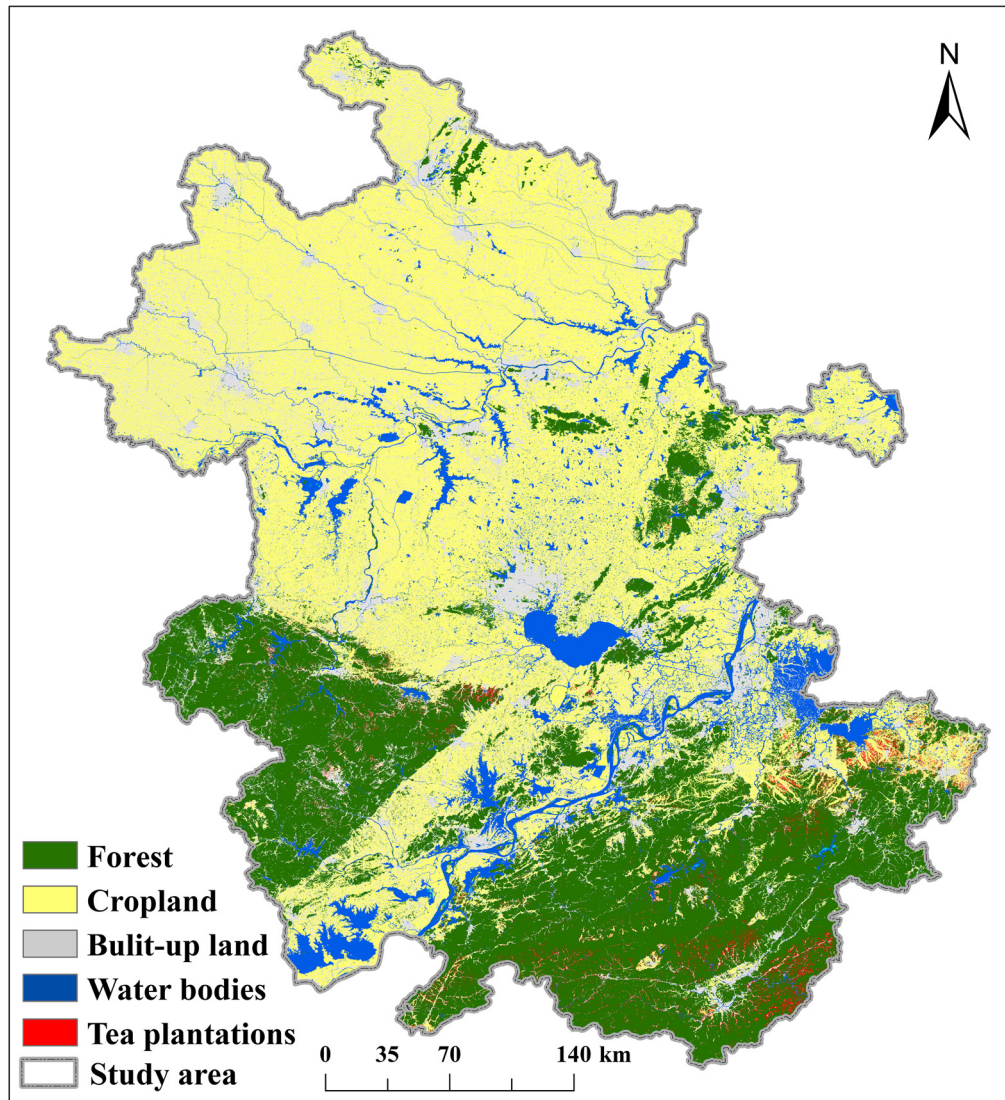 N
Forest
Cropland
Bulit-up land
Water bodies
Tea plantations
Study area
0 35 70 140 km